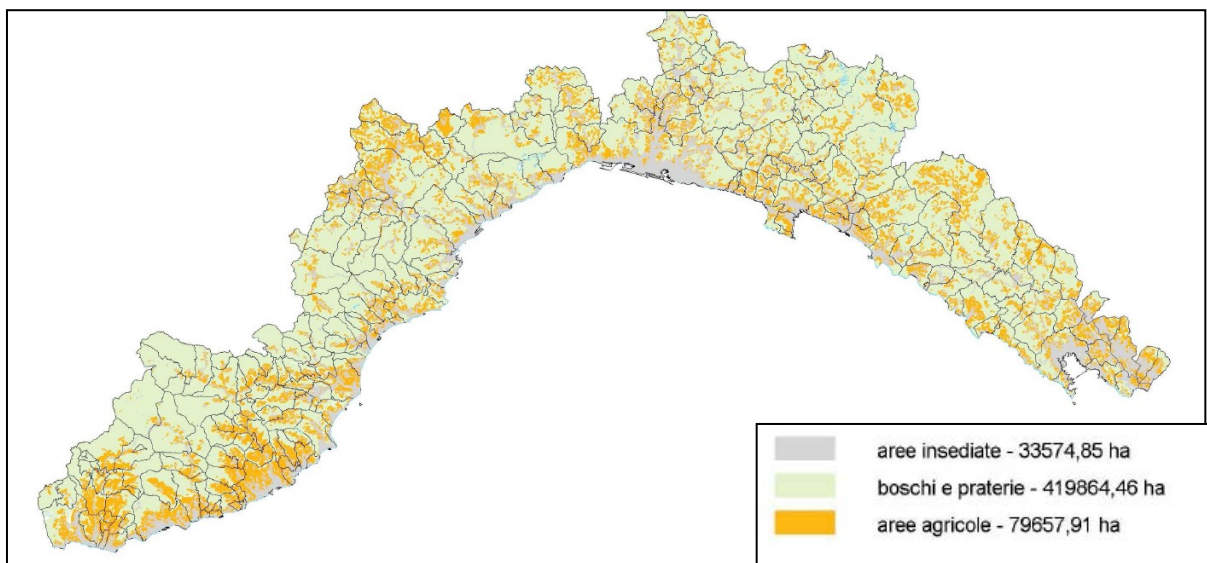 aree insediate - 33574,85 ha
boschi e praterie - 419864,46 ha
aree agricole - 79657,91 ha